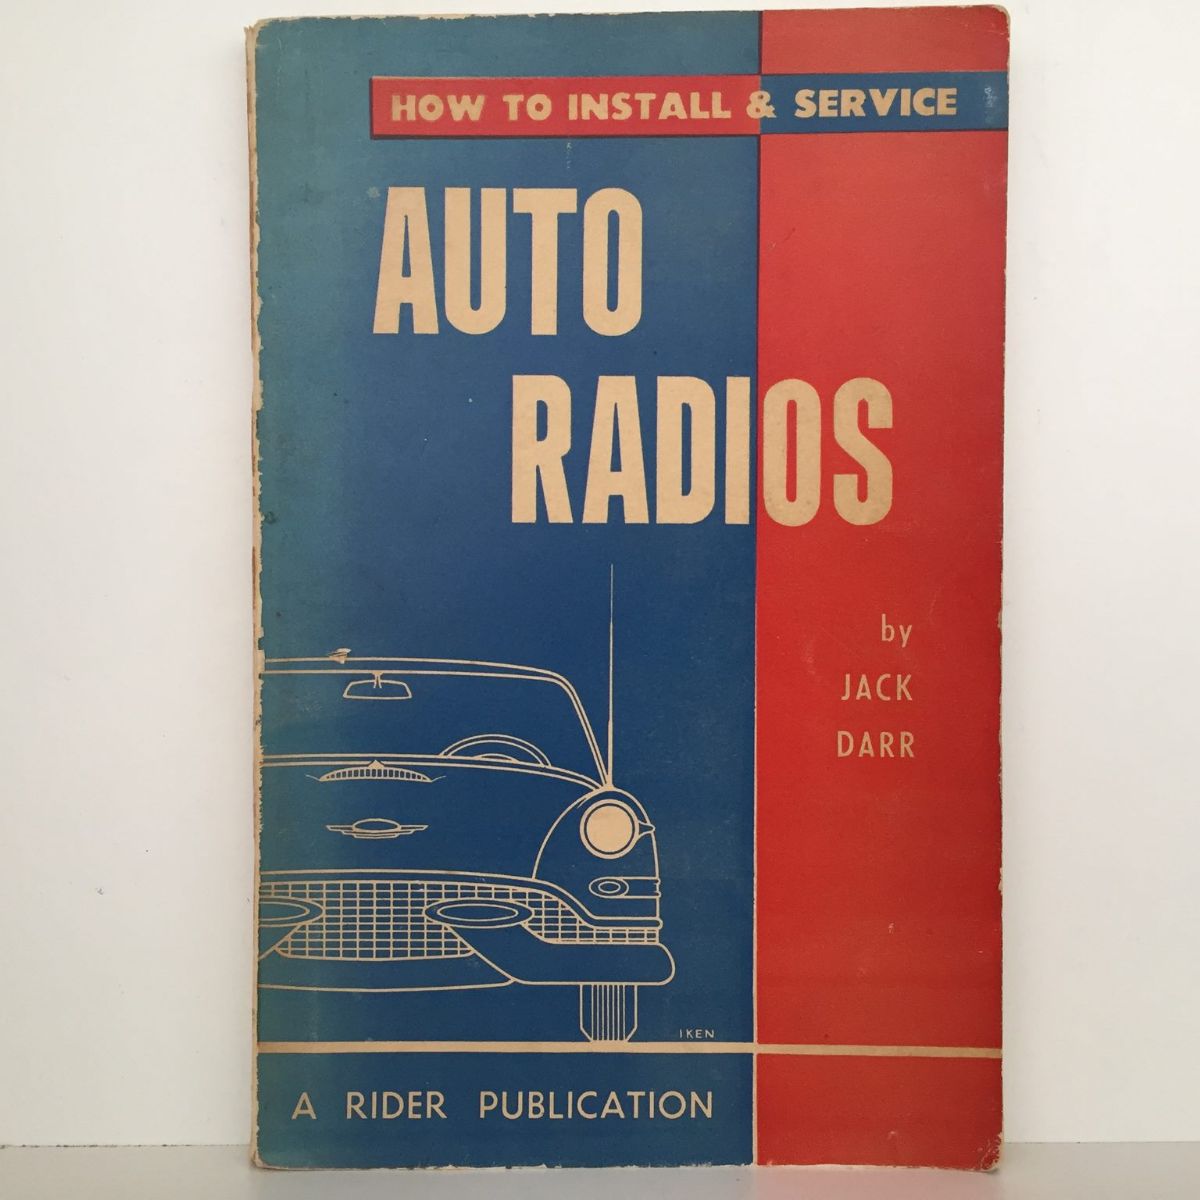 HOW TO INSTALL & SERVICE
AUTO
RADIOS
by
JACK
DARR
IKEN
A RIDER PUBLICATION